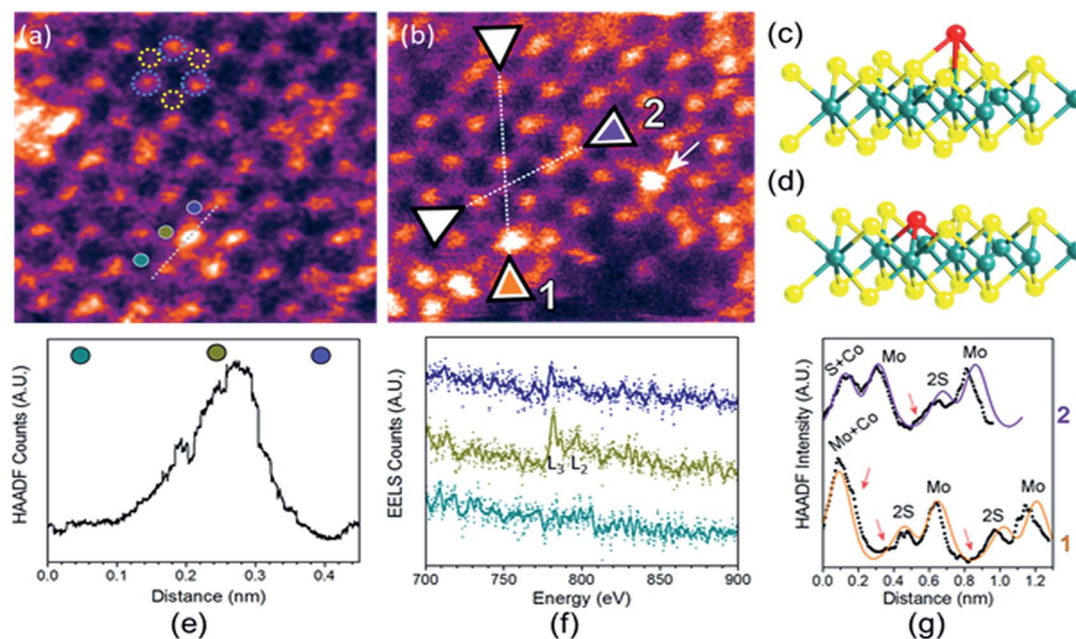 (a)
(b)
2
1
(c)
(d)
HAADF Counts (A.U.)
0.0 0.1 0.2 0.3 0.4
Distance (nm)
(e)
EELS Counts (A.U.)
L3 L2
700 750 800 850 900
Energy (eV)
(f)
HAADF Intensity (A.U.)
S+Co Mo 2S Mo
2
Mo+Co 2S Mo 2S Mo
1
0.0 0.2 0.4 0.6 0.8 1.0 1.2
Distance (nm)
(g)